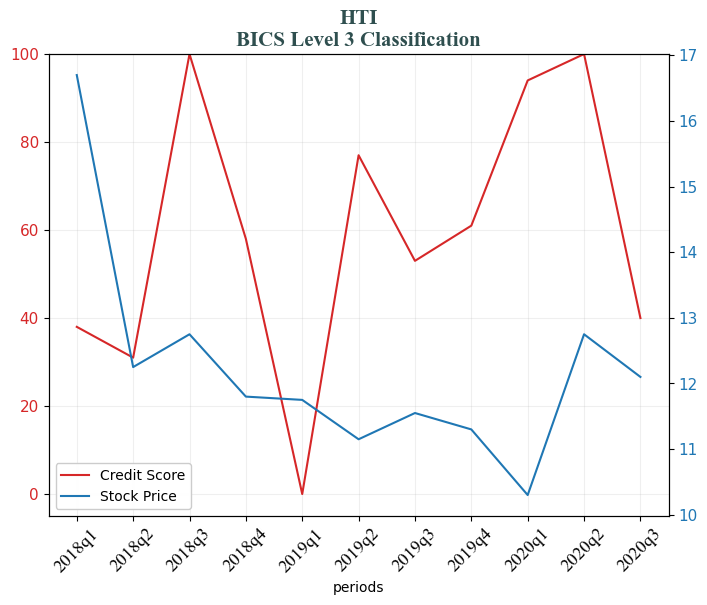 HTI
BICS Level 3 Classification
100
80
60
40
20
0
17
16
15
14
13
12
11
10
Credit Score
Stock Price
2018q1
2018q2
2018q3
2018q4
2019q1
2019q2
2019q3
2019q4
2020q1
2020q2
2020q3
periods